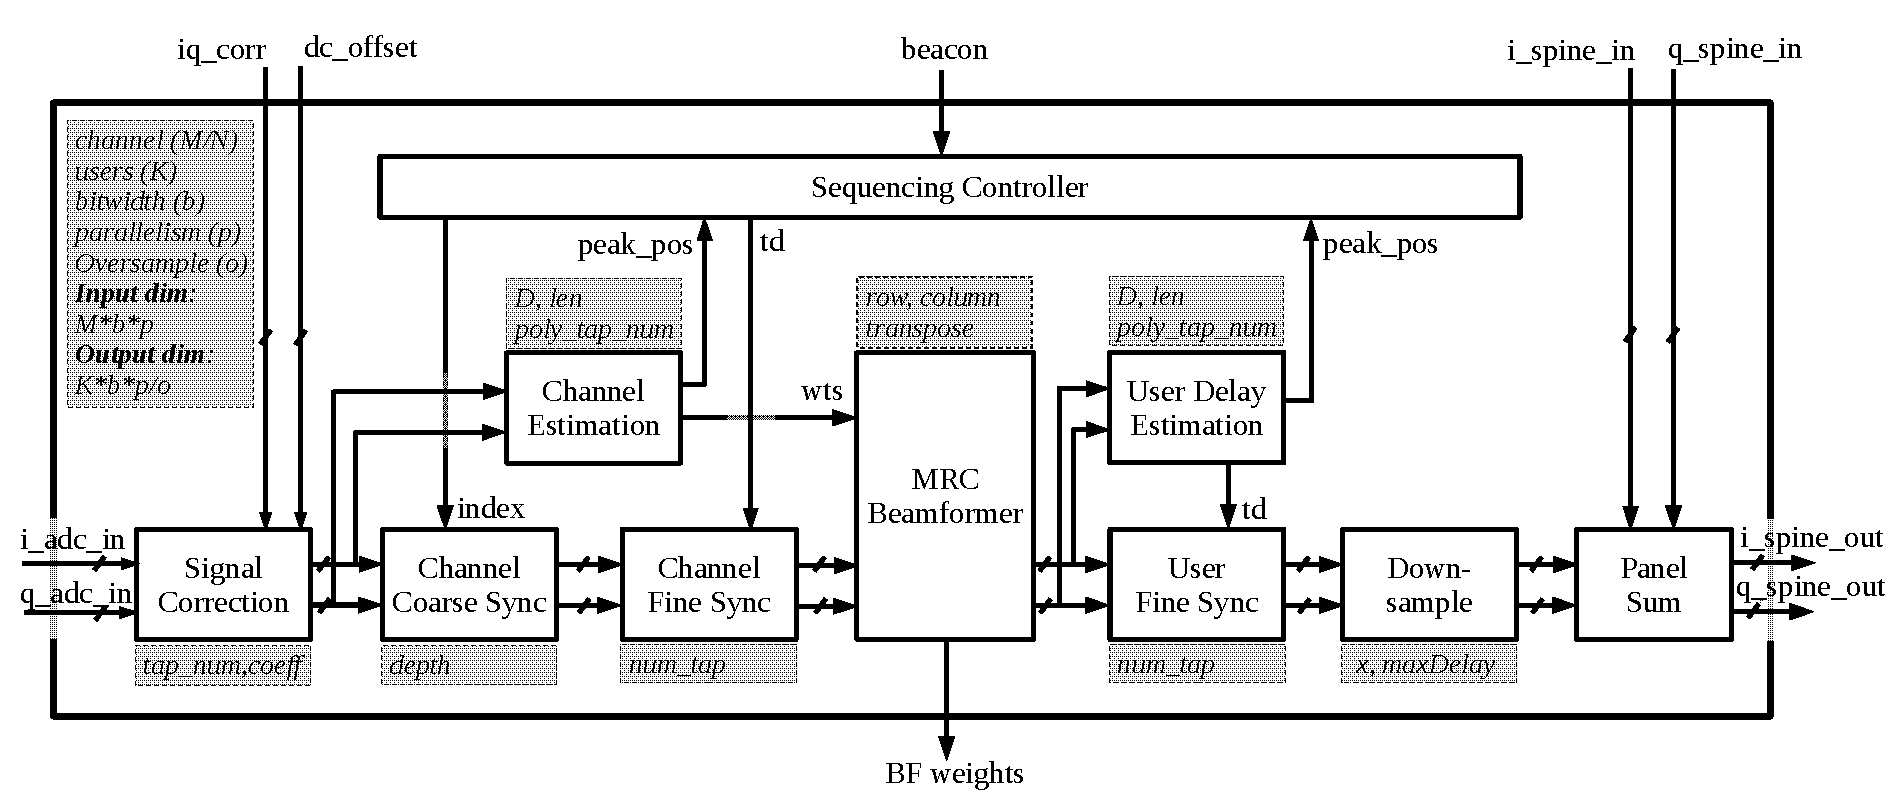 iq_corr
dc_offset
beacon
i_spine_in
q_spine_in
channel (M/N)
users (K)
bitwidth (b)
parallelism (p)
Oversample (o)
Input dim:
M*b*p
Output dim:
K*b*p/o
Sequencing Controller
peak_pos
td
peak_pos
D, len
poly_tap_num
row, column
transpose
D, len
poly_tap_num
Channel
Estimation
wts
User Delay
Estimation
MRC
Beamformer
index
td
i_adc_in
q_adc_in
Signal
Correction
Channel
Coarse Sync
Channel
Fine Sync
User
Fine Sync
Down-
sample
Panel
Sum
i_spine_out
q_spine_out
tap_num,coeff
depth
num_tap
num_tap
x, maxDelay
BF weights